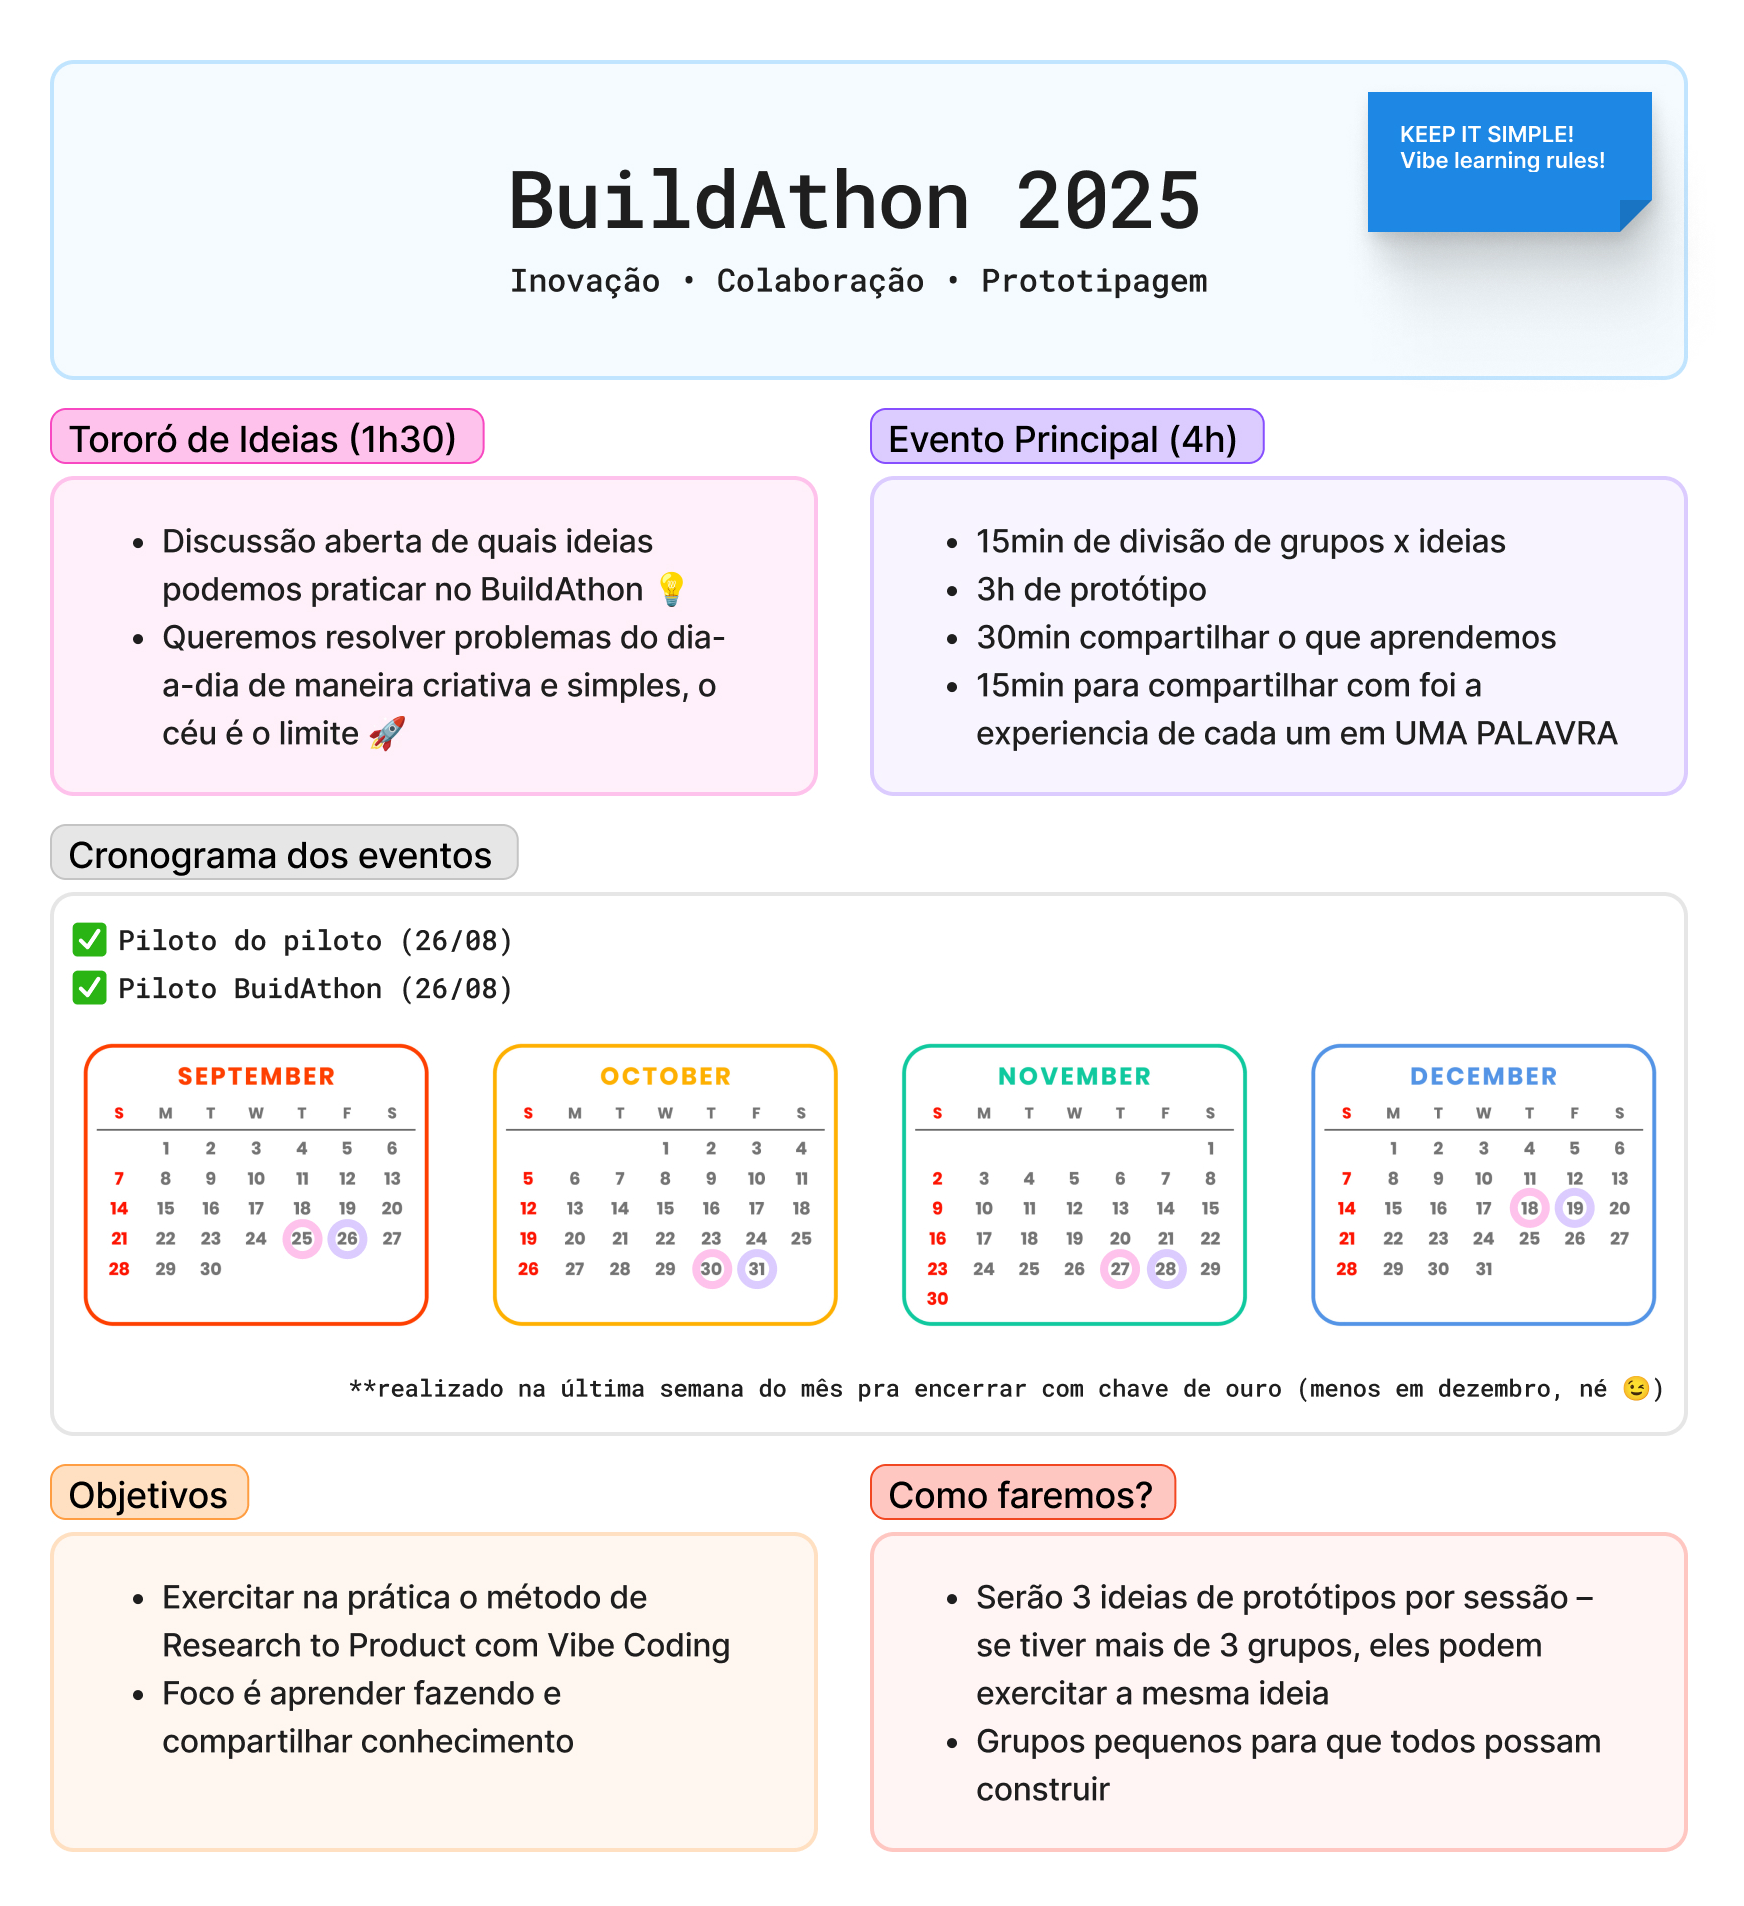 KEEP IT SIMPLE!
Vibe learning rules!
BuildAthon 2025
Inovação • Colaboração • Prototipagem
Tororó de Ideias (1h30)
• Discussão aberta de quais ideias
podemos praticar no BuildAthon 💡
• Queremos resolver problemas do dia-
a-dia de maneira criativa e simples, o
céu é o limite 🚀
Evento Principal (4h)
• 15min de divisão de grupos x ideias
• 3h de protótipo
• 30min compartilhar o que aprendemos
• 15min para compartilhar com foi a
experiencia de cada um em UMA PALAVRA
Cronograma dos eventos
✅ Piloto do piloto (26/08)
✅ Piloto BuidAthon (26/08)
SEPTEMBER
S M T W T F S
1 2 3 4 5 6
7 8 9 10 11 12 13
14 15 16 17 18 19 20
21 22 23 24 25 26 27
28 29 30
OCTOBER
S M T W T F S
1 2 3 4
5 6 7 8 9 10 11
12 13 14 15 16 17 18
19 20 21 22 23 24 25
26 27 28 29 30 31
NOVEMBER
S M T W T F S
1
2 3 4 5 6 7 8
9 10 11 12 13 14 15
16 17 18 19 20 21 22
23 24 25 26 27 28 29
30
DECEMBER
S M T W T F S
1 2 3 4 5 6
7 8 9 10 11 12 13
14 15 16 17 18 19 20
21 22 23 24 25 26 27
28 29 30 31
**realizado na última semana do mês pra encerrar com chave de ouro (menos em dezembro, né 😉)
Objetivos
• Exercitar na prática o método de
Research to Product com Vibe Coding
• Foco é aprender fazendo e
compartilhar conhecimento
Como faremos?
• Serão 3 ideias de protótipos por sessão –
se tiver mais de 3 grupos, eles podem
exercitar a mesma ideia
• Grupos pequenos para que todos possam
construir